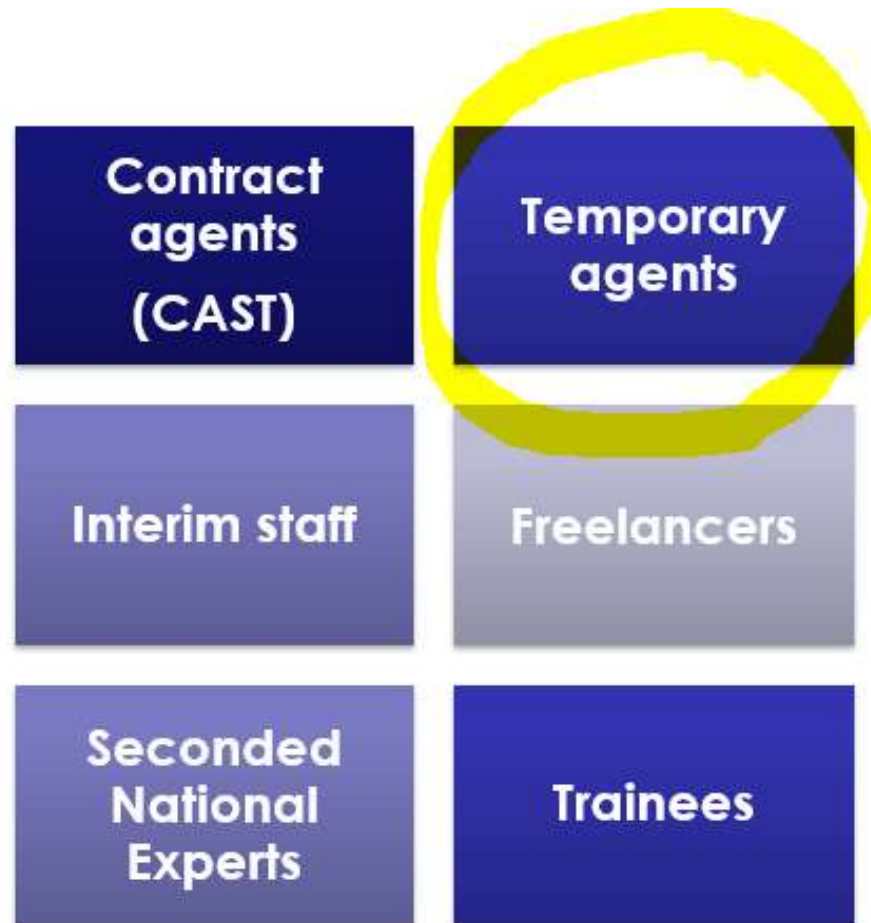 Contract
agents
(CAST)
Temporary
agents
Interim staff
Freelancers
Seconded
National
Experts
Trainees